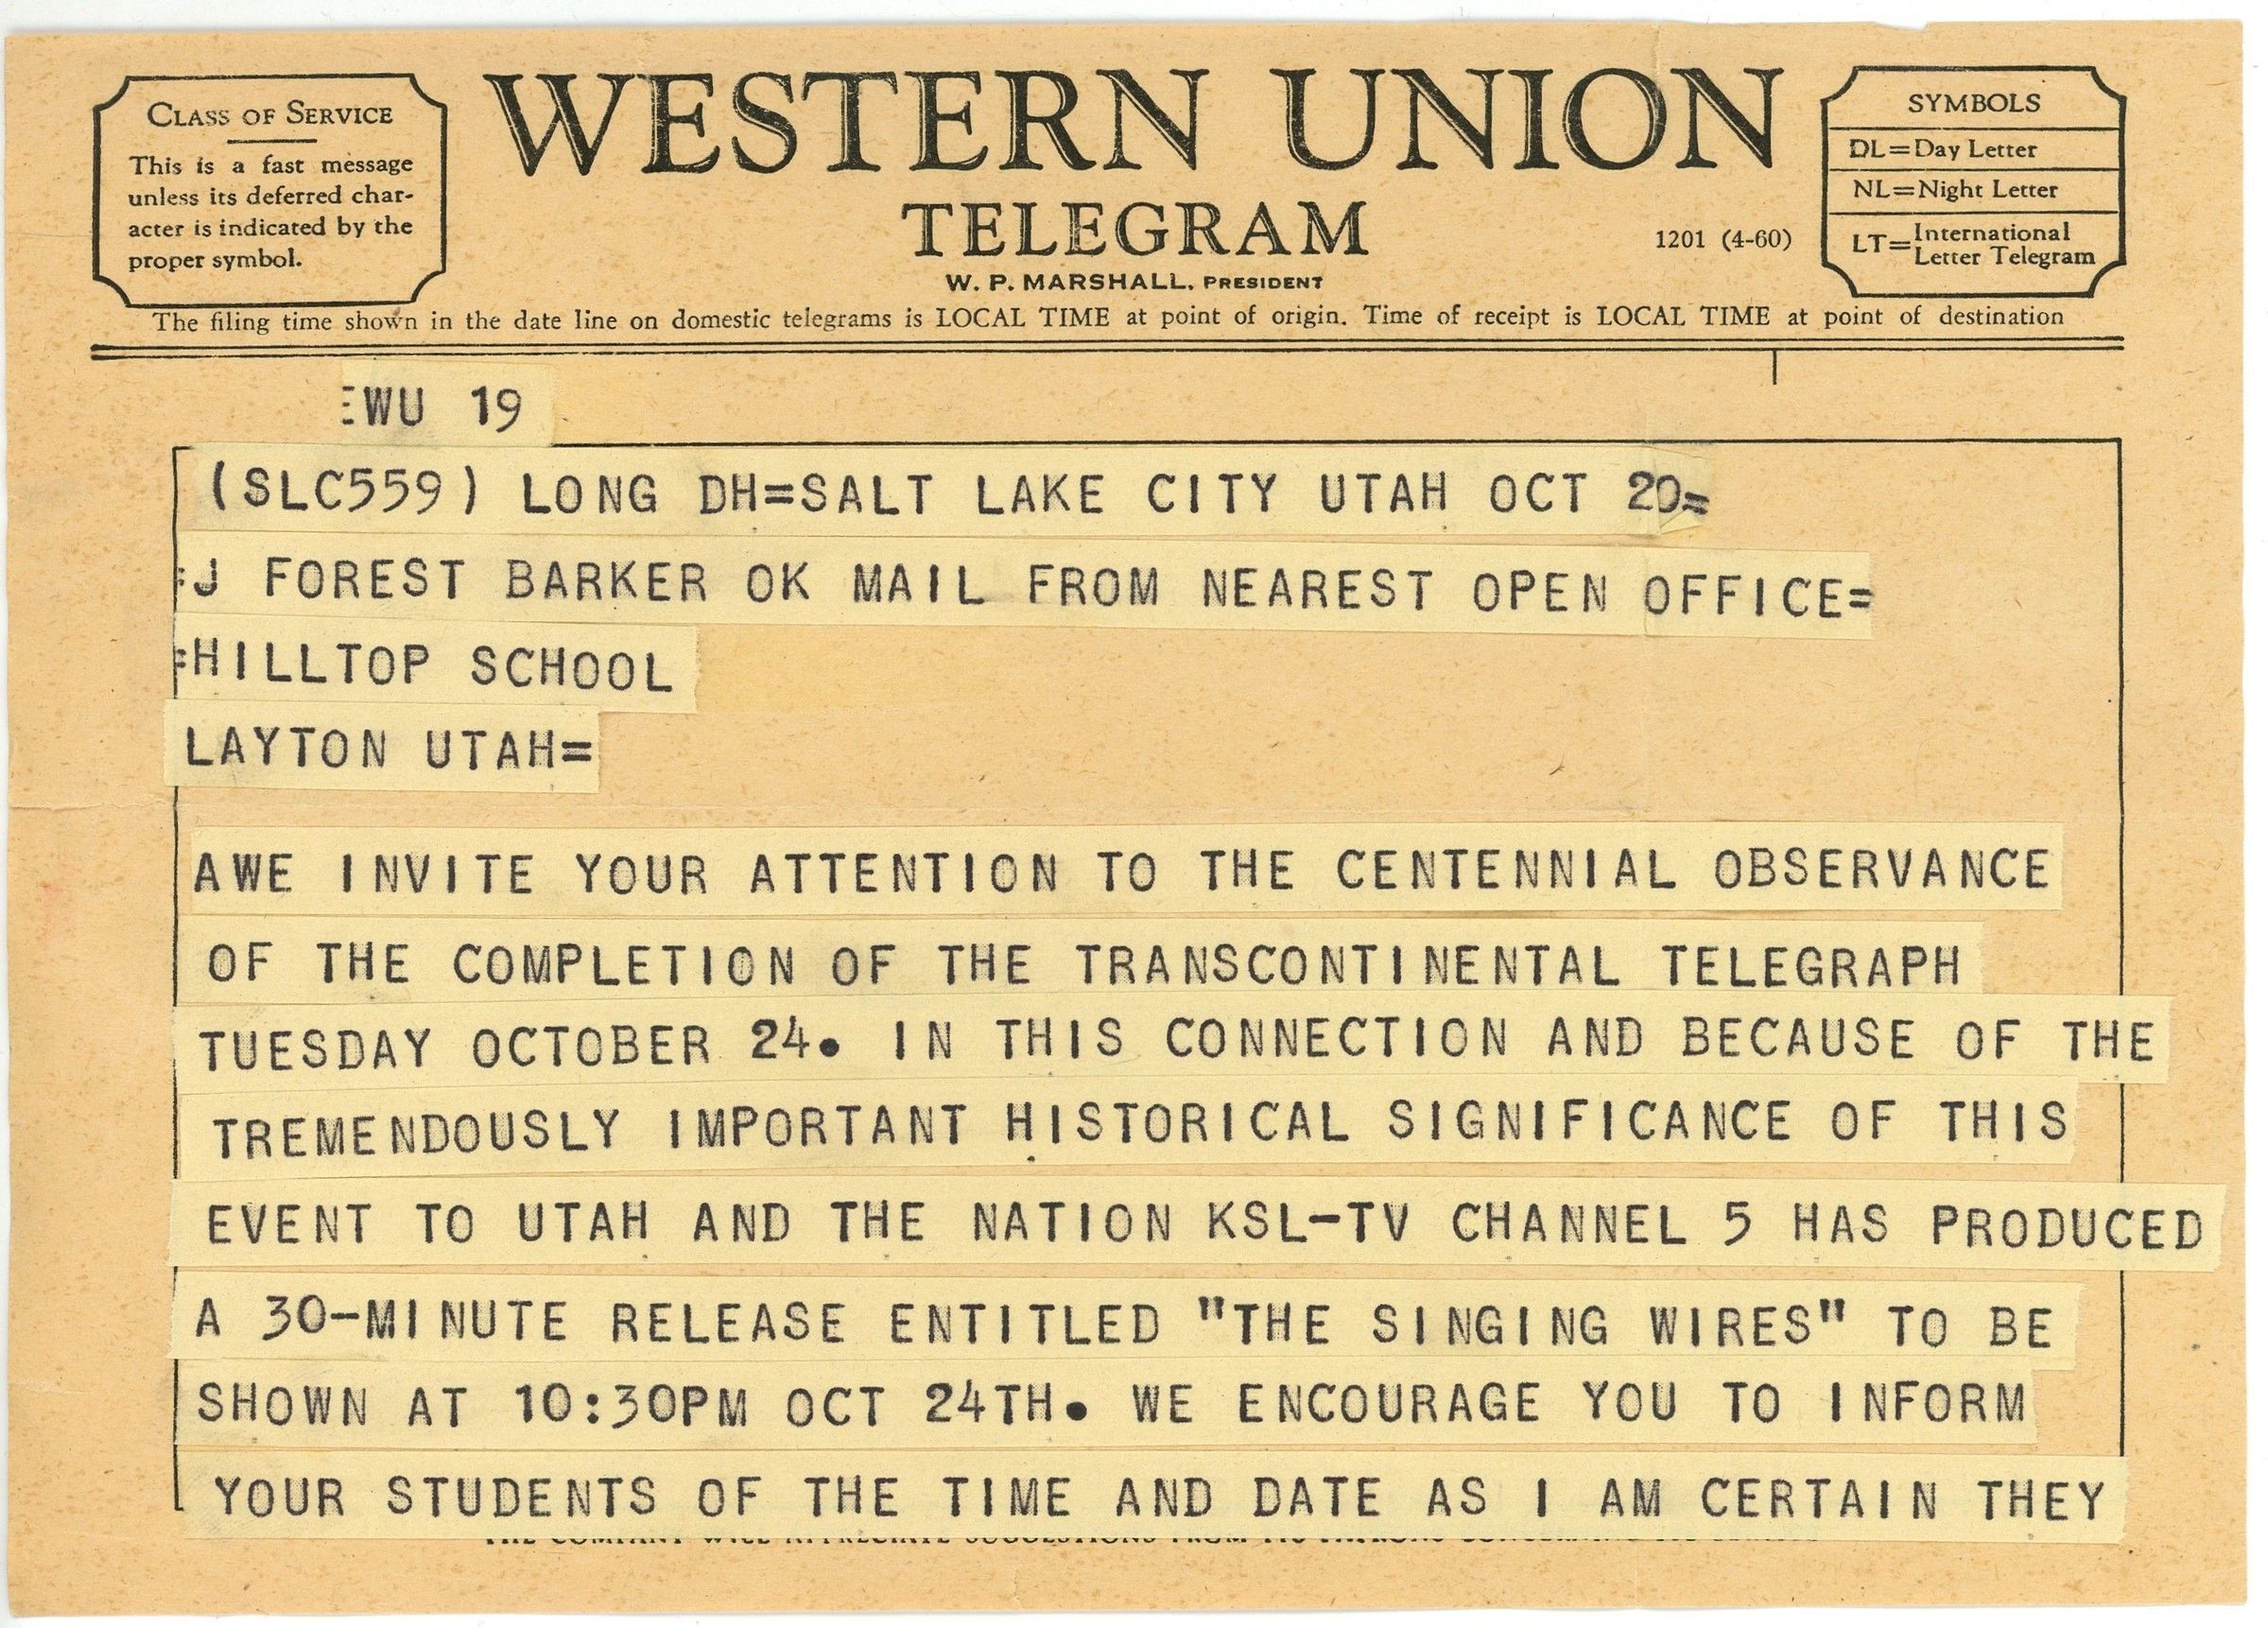 CLASS OF SERVICE
This is a fast message
unless its deferred char-
acter is indicated by the
proper symbol.
WESTERN UNION
TELEGRAM
W. P. MARSHALL, PRESIDENT
1201 (4-60)
SYMBOLS
DL=Day Letter
NL=Night Letter
LT=International
Letter Telegram
The filing time shown in the date line on domestic telegrams is LOCAL TIME at point of origin. Time of receipt is LOCAL TIME at point of destination
EWU 19
(SLC559) LONG DH=SALT LAKE CITY UTAH OCT 20=
:J FOREST BARKER OK MAIL FROM NEAREST OPEN OFFICE=
:HILLTOP SCHOOL
LAYTON UTAH=
AWE INVITE YOUR ATTENTION TO THE CENTENNIAL OBSERVANCE
OF THE COMPLETION OF THE TRANSCONTINENTAL TELEGRAPH
TUESDAY OCTOBER 24. IN THIS CONNECTION AND BECAUSE OF THE
TREMENDOUSLY IMPORTANT HISTORICAL SIGNIFICANCE OF THIS
EVENT TO UTAH AND THE NATION KSL-TV CHANNEL 5 HAS PRODUCED
A 30-MINUTE RELEASE ENTITLED "THE SINGING WIRES" TO BE
SHOWN AT 10:30PM OCT 24TH. WE ENCOURAGE YOU TO INFORM
YOUR STUDENTS OF THE TIME AND DATE AS I AM CERTAIN THEY